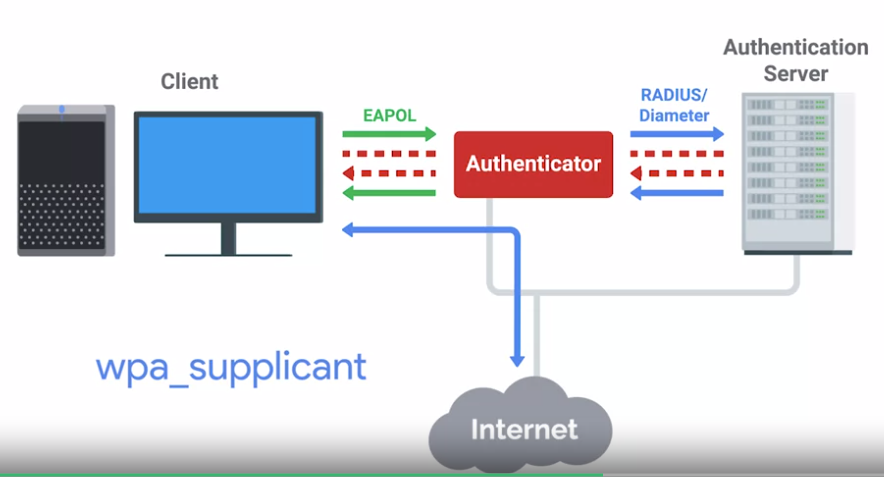 Authentication
Server
Client
RADIUS/
Diameter
EAPOL
Authenticator
wpa_supplicant
Internet